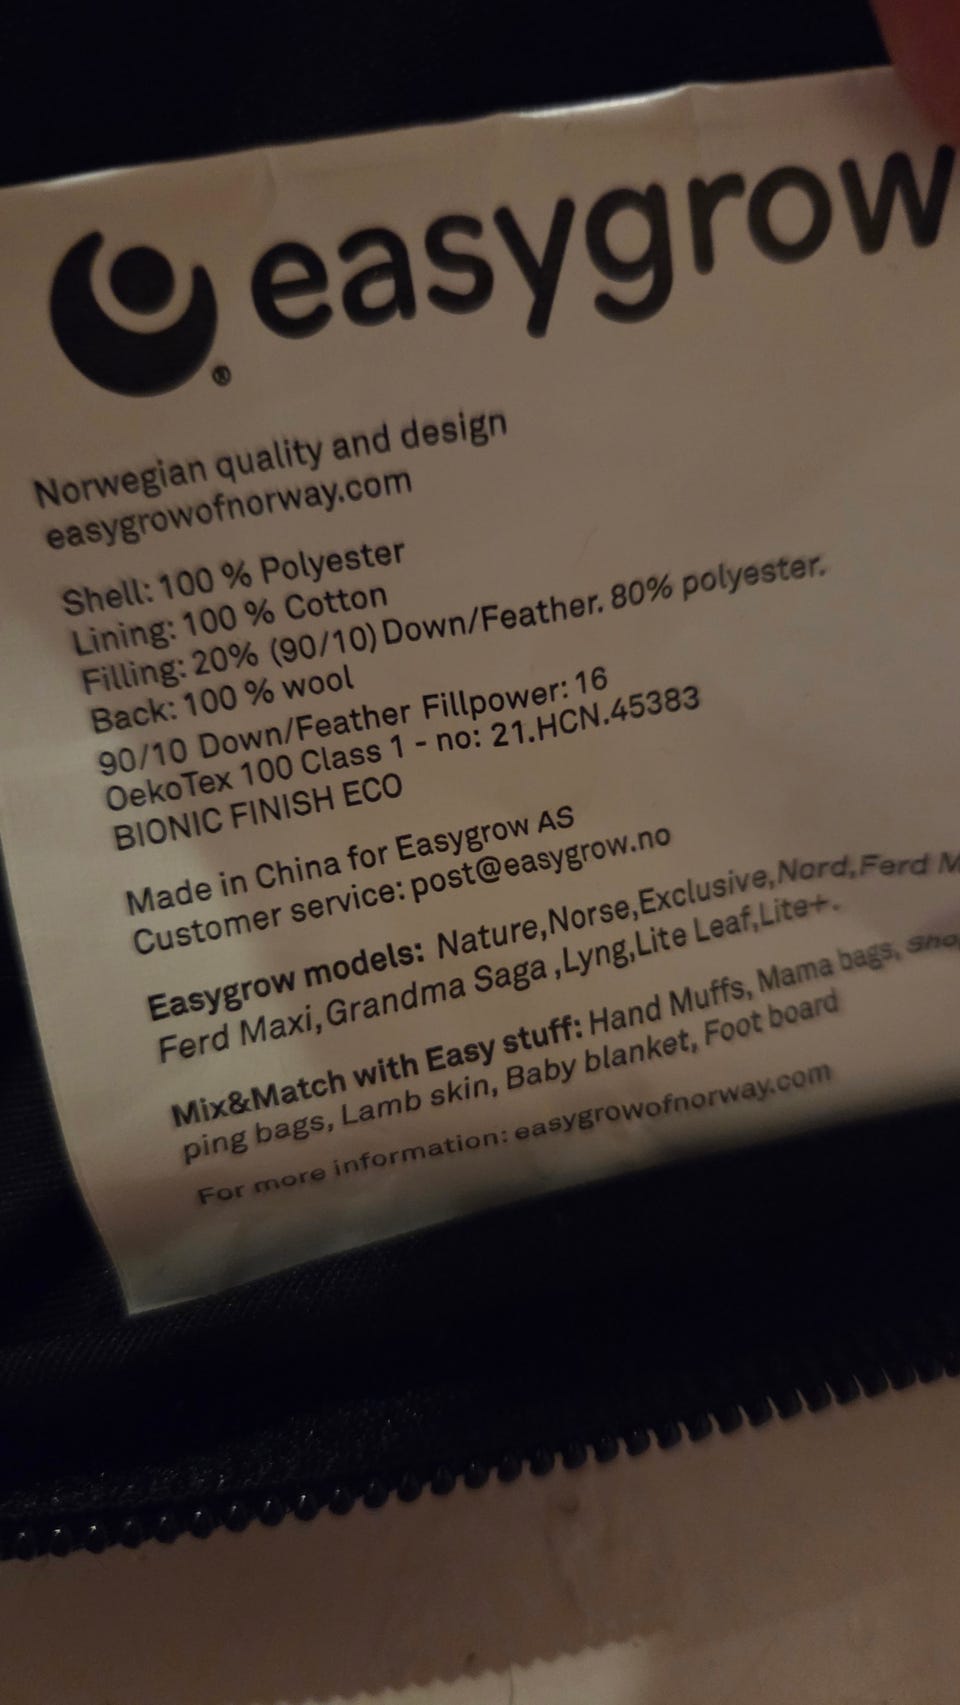 easygrow
®
Norwegian quality and design
easygrowofnorway.com
Shell: 100 % Polyester
Lining: 100 % Cotton
Filling: 20% (90/10) Down/Feather. 80% polyester.
Back: 100 % wool
90/10 Down/Feather Fillpower: 16
OekoTex 100 Class 1 - no: 21.HCN.45383
BIONIC FINISH ECO
Made in China for Easygrow AS
Customer service: post@easygrow.no
Easygrow models: Nature,Norse,Exclusive,Nord,Ferd
Ferd Maxi,Grandma Saga ,Lyng,Lite Leaf,Lite+.
Mix&Match with Easy stuff: Hand Muffs, Mama bags, Sho
ping bags, Lamb skin, Baby blanket, Foot board
For more information: easygrowofnorway.com